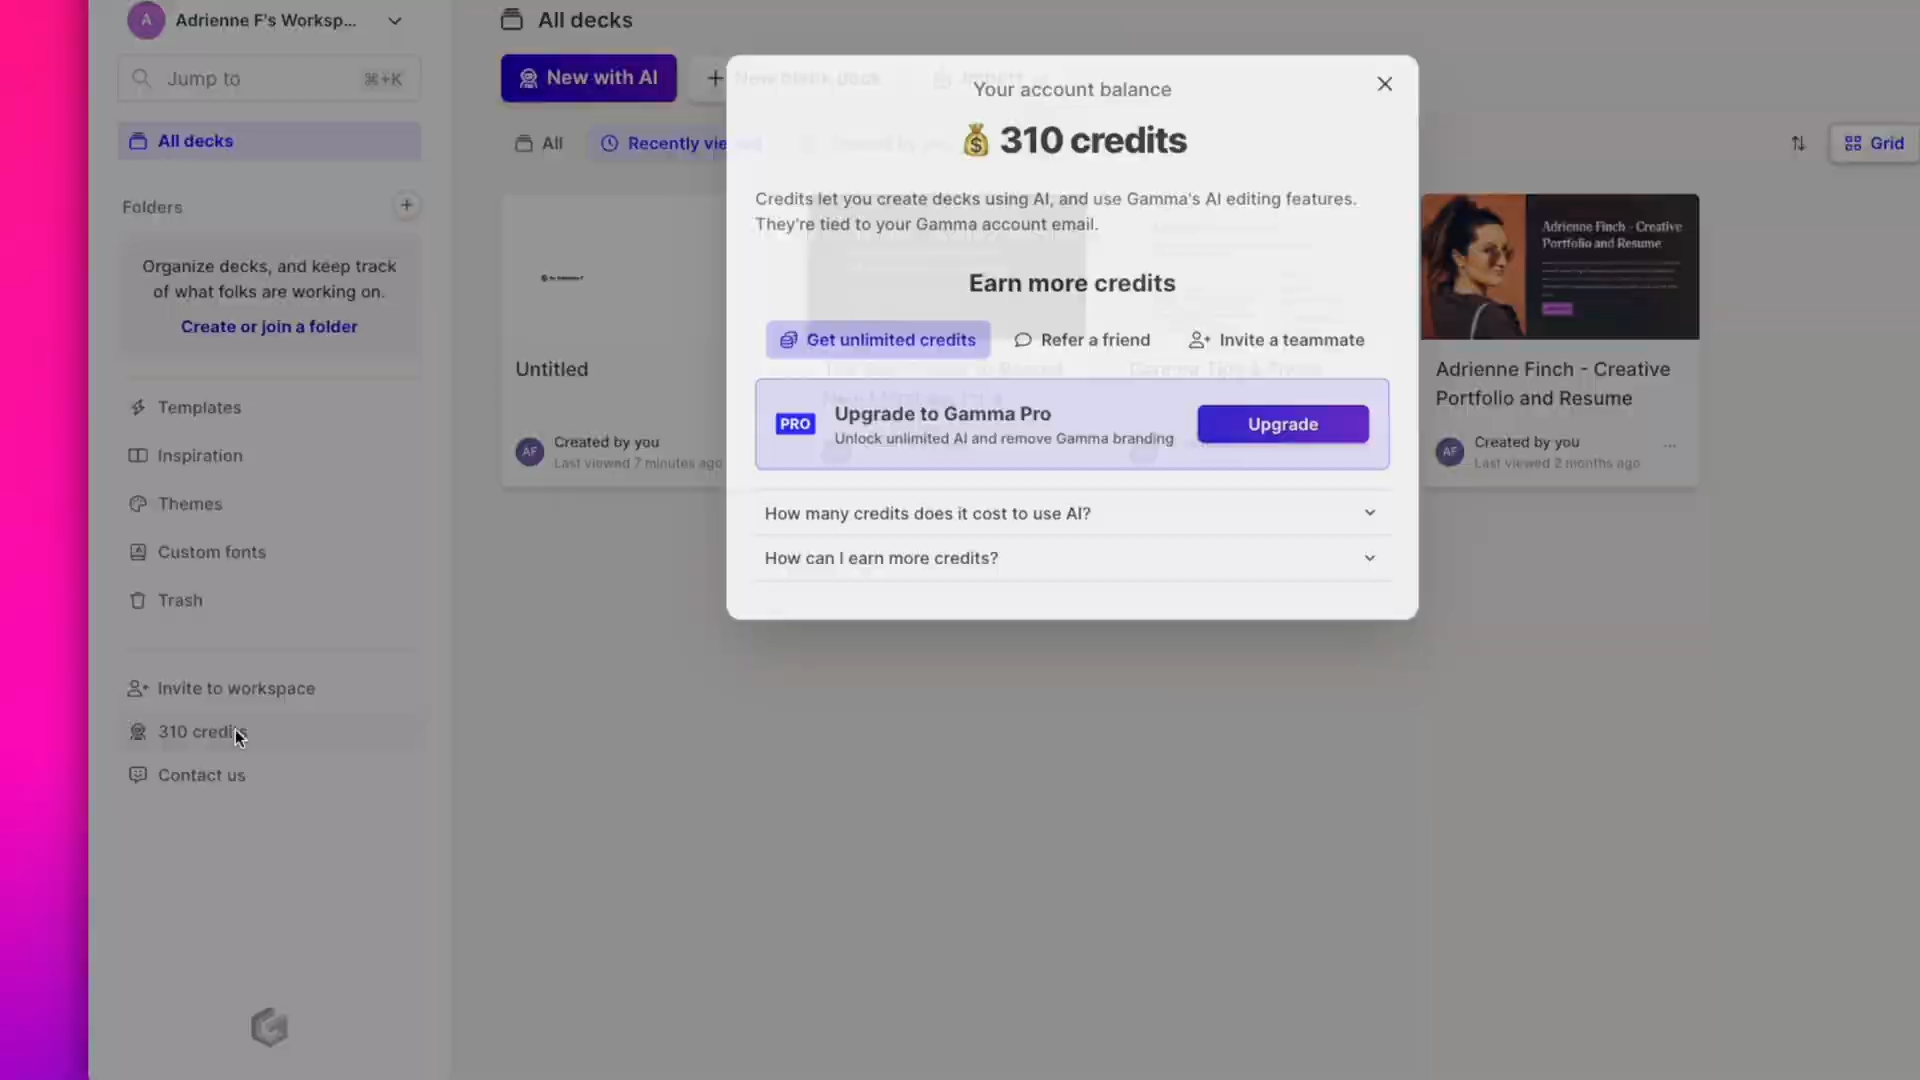 A
Adrienne F's Worksp...
Jump to
⌘+K
All decks
Folders
+
Organize decks, and keep track
of what folks are working on.
Create or join a folder
Templates
Inspiration
Themes
Custom fonts
Trash
Invite to workspace
310 credits
Contact us
All decks
New with AI
+ New blank deck
All
Recently vie
Grid
Untitled
AF
Created by you
Last viewed 7 minutes ago
Your account balance
310 credits
Credits let you create decks using AI, and use Gamma's AI editing features.
They're tied to your Gamma account email.
Earn more credits
Get unlimited credits
Refer a friend
Invite a teammate
PRO
Upgrade to Gamma Pro
Unlock unlimited AI and remove Gamma branding
Upgrade
How many credits does it cost to use AI?
How can I earn more credits?
Adrienne Finch - Creative
Portfolio and Resume
Adrienne Finch - Creative
Portfolio and Resume
AF
Created by you
Last viewed 2 months ago
...